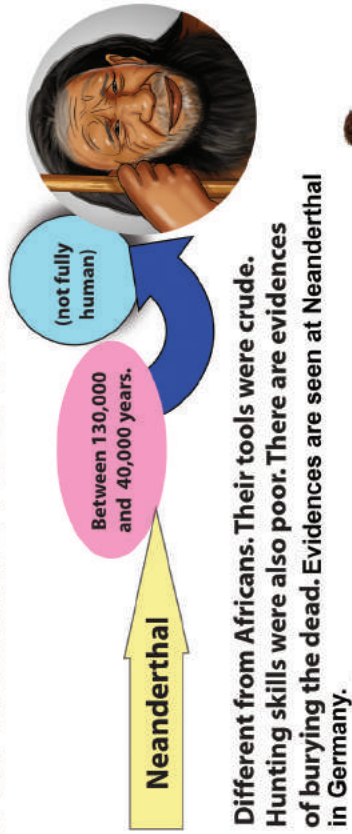 Neanderthal
Between 130,000
and 40,000 years.
(not fully
human)
Different from Africans. Their tools were crude.
Hunting skills were also poor. There are evidences
of burying the dead. Evidences are seen at Neanderthal
in Germany.